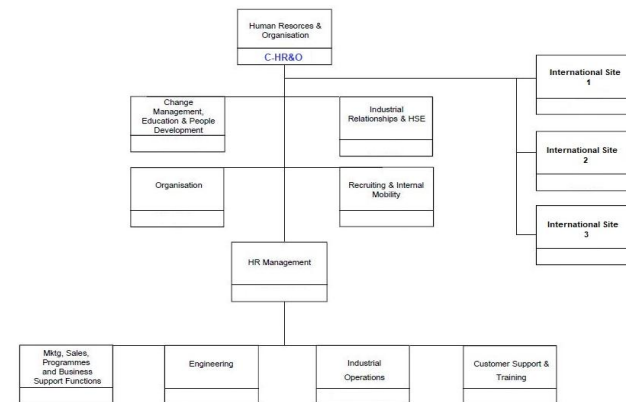 Human Resorces &
Organisation
C-HR&O
International Site
1
Change
Management,
Education & People
Development
Industrial
Relationships & HSE
International Site
2
Organisation
Recruiting & Internal
Mobility
International Site
3
HR Management
Mktg, Sales,
Programmes
and Business
Support Functions
Engineering
Industrial
Operations
Customer Support &
Training